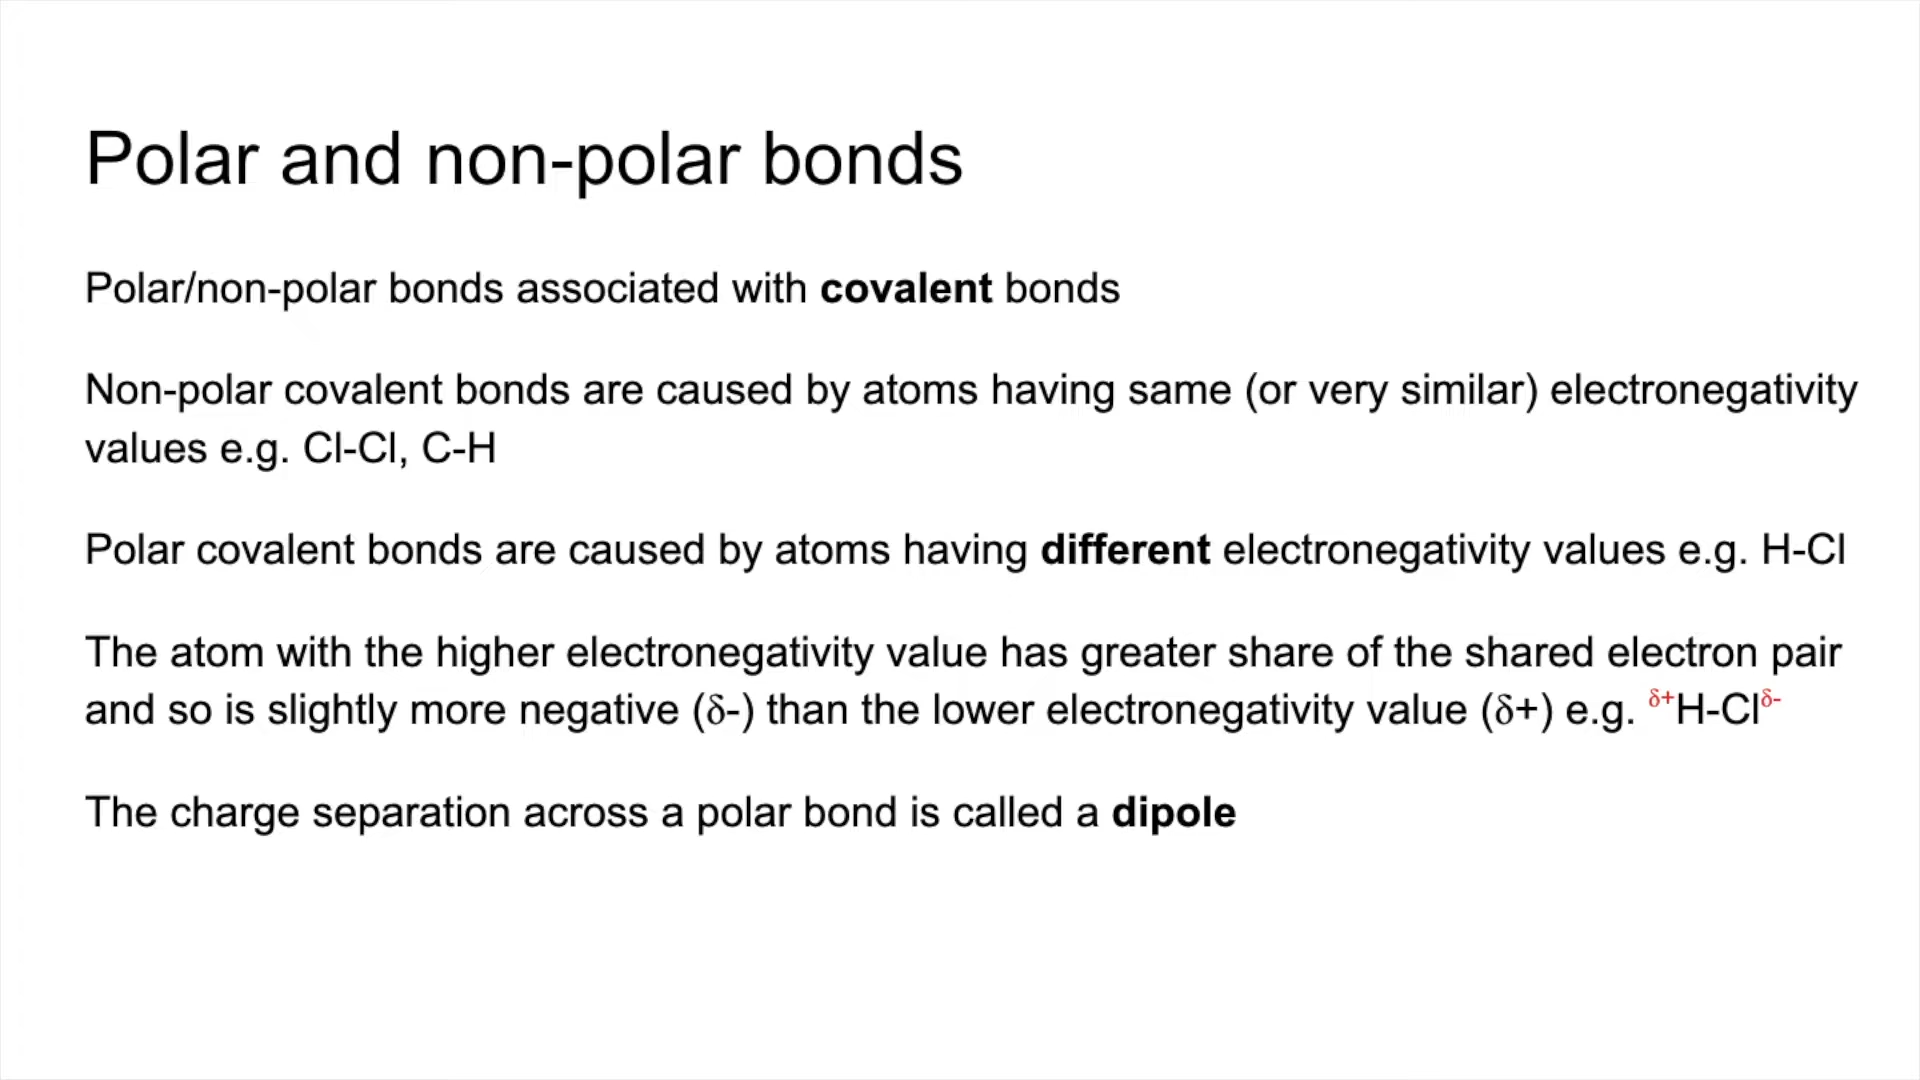 Polar and non-polar bonds
Polar/non-polar bonds associated with covalent bonds
Non-polar covalent bonds are caused by atoms having same (or very similar) electronegativity
values e.g. Cl-Cl, C-H
Polar covalent bonds are caused by atoms having different electronegativity values e.g. H-Cl
The atom with the higher electronegativity value has greater share of the shared electron pair
and so is slightly more negative (δ-) than the lower electronegativity value (δ+) e.g. δ+H-Clδ-
The charge separation across a polar bond is called a dipole